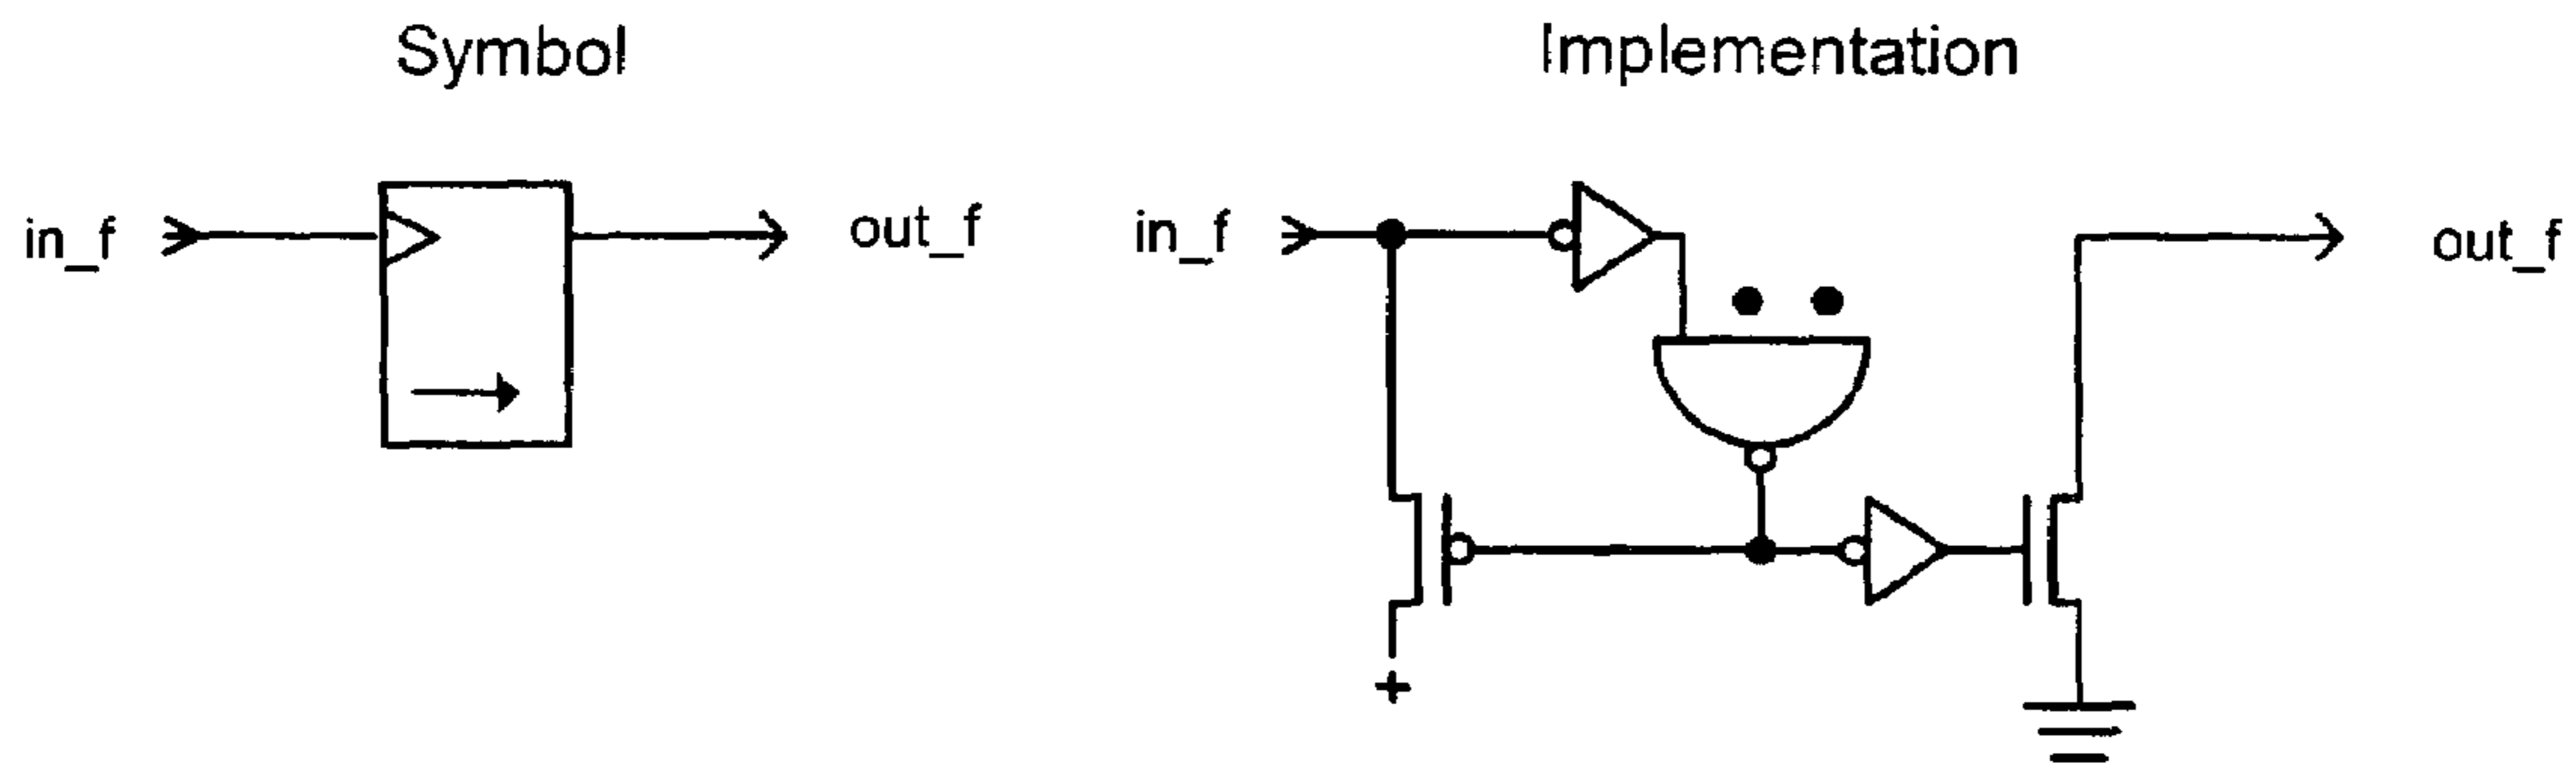 Symbol
Implementation
in_f
out_f
in_f
out_f
+